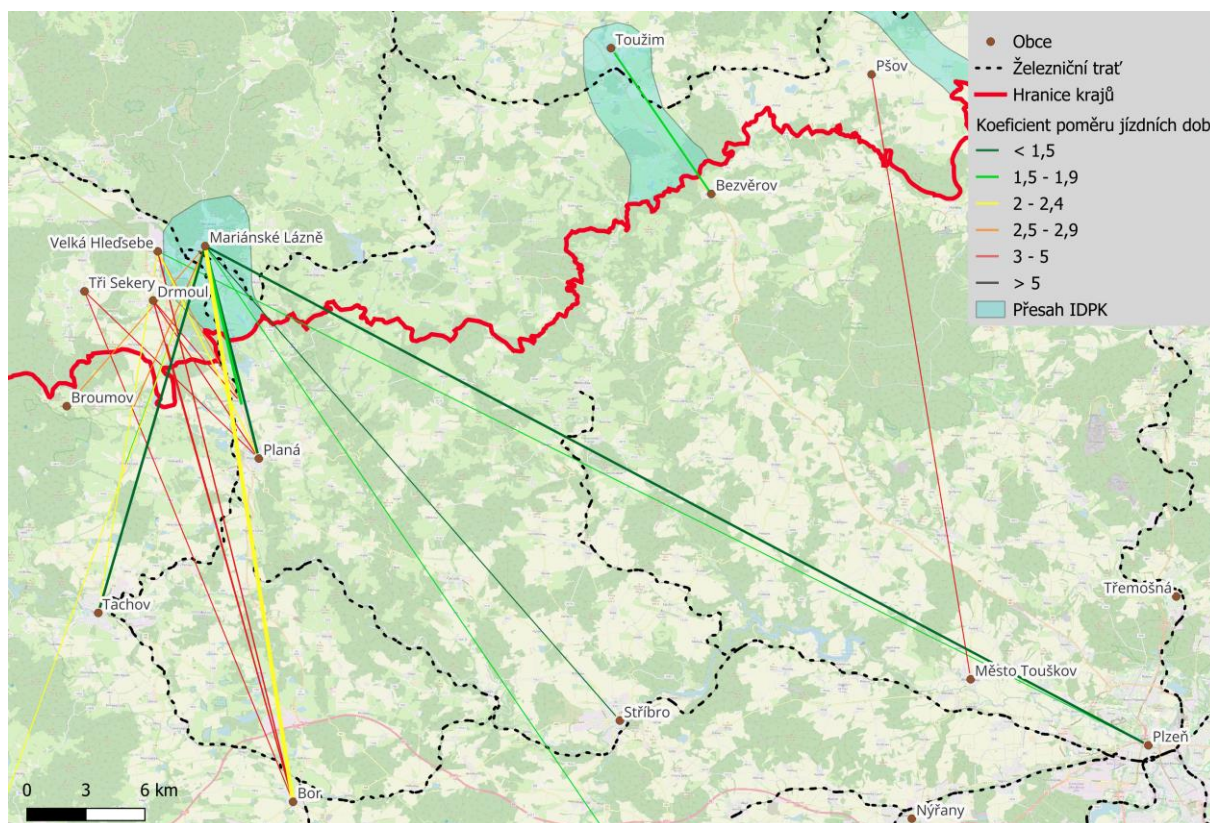 Toužim
Pšov
Bezvěrov
Velká Hleďsebe
Mariánské Lázně
Tři Sekery
Drmoul
Broumov
Planá
Tachov
Třemošná
Město Touškov
Stříbro
Plzeň
Bor
Nýřany
0 3 6 km
Obce
Železniční trať
Hranice krajů
Koeficient poměru jízdních dob
< 1,5
1,5 - 1,9
2 - 2,4
2,5 - 2,9
3 - 5
> 5
Přesah IDPK